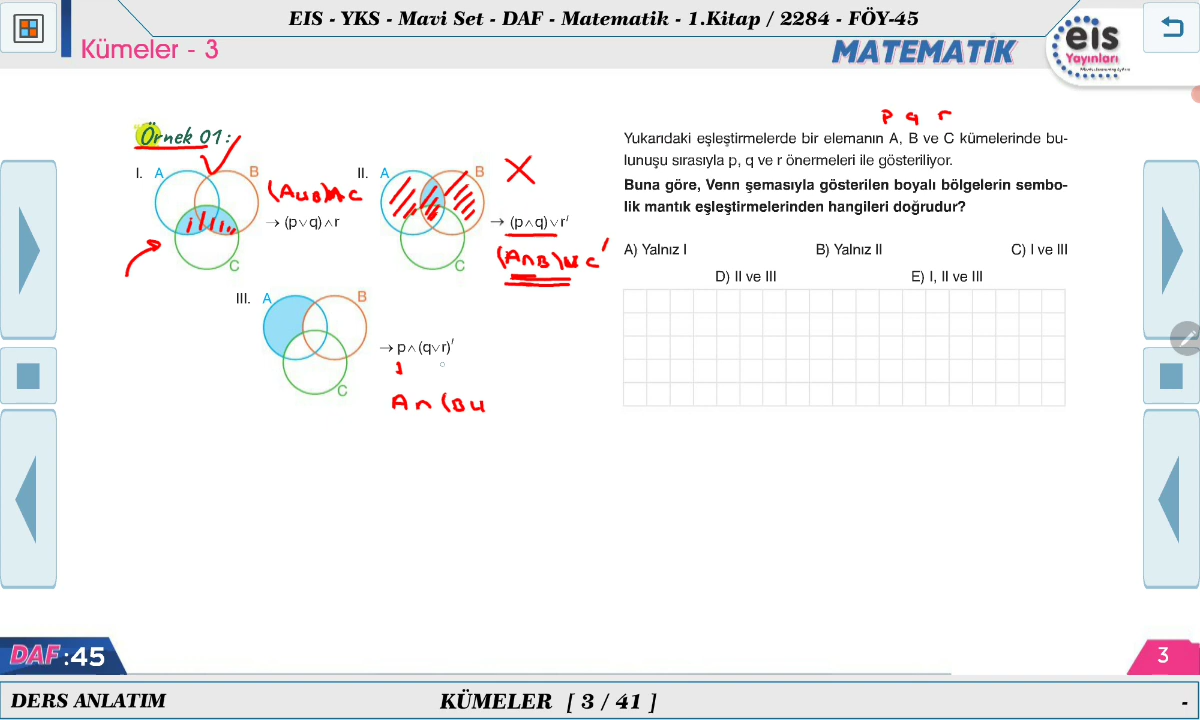 EIS - YKS - Mavi Set - DAF - Matematik - 1.Kitap / 2284 - FÖY-45
Kümeler - 3
MATEMATİK
eis
Yayınları
Örnek 01:
I. A B C
(A∪B)∩C
→ (p∨q)∧r
II. A B C
→ (p∧q)∨r′
(A∩B)∪C′
III. A B C
→ p∧(q∨r)′
A∩(B∪
p q r
Yukarıdaki eşleştirmelerde bir elemanın A, B ve C kümelerinde bu-
lunuşu sırasıyla p, q ve r önermeleri ile gösteriliyor.
Buna göre, Venn şemasıyla gösterilen boyalı bölgelerin sembo-
lik mantık eşleştirmelerinden hangileri doğrudur?
A) Yalnız I B) Yalnız II C) I ve III
D) II ve III E) I, II ve III
DAF :45
3
DERS ANLATIM
KÜMELER [ 3 / 41 ]
-